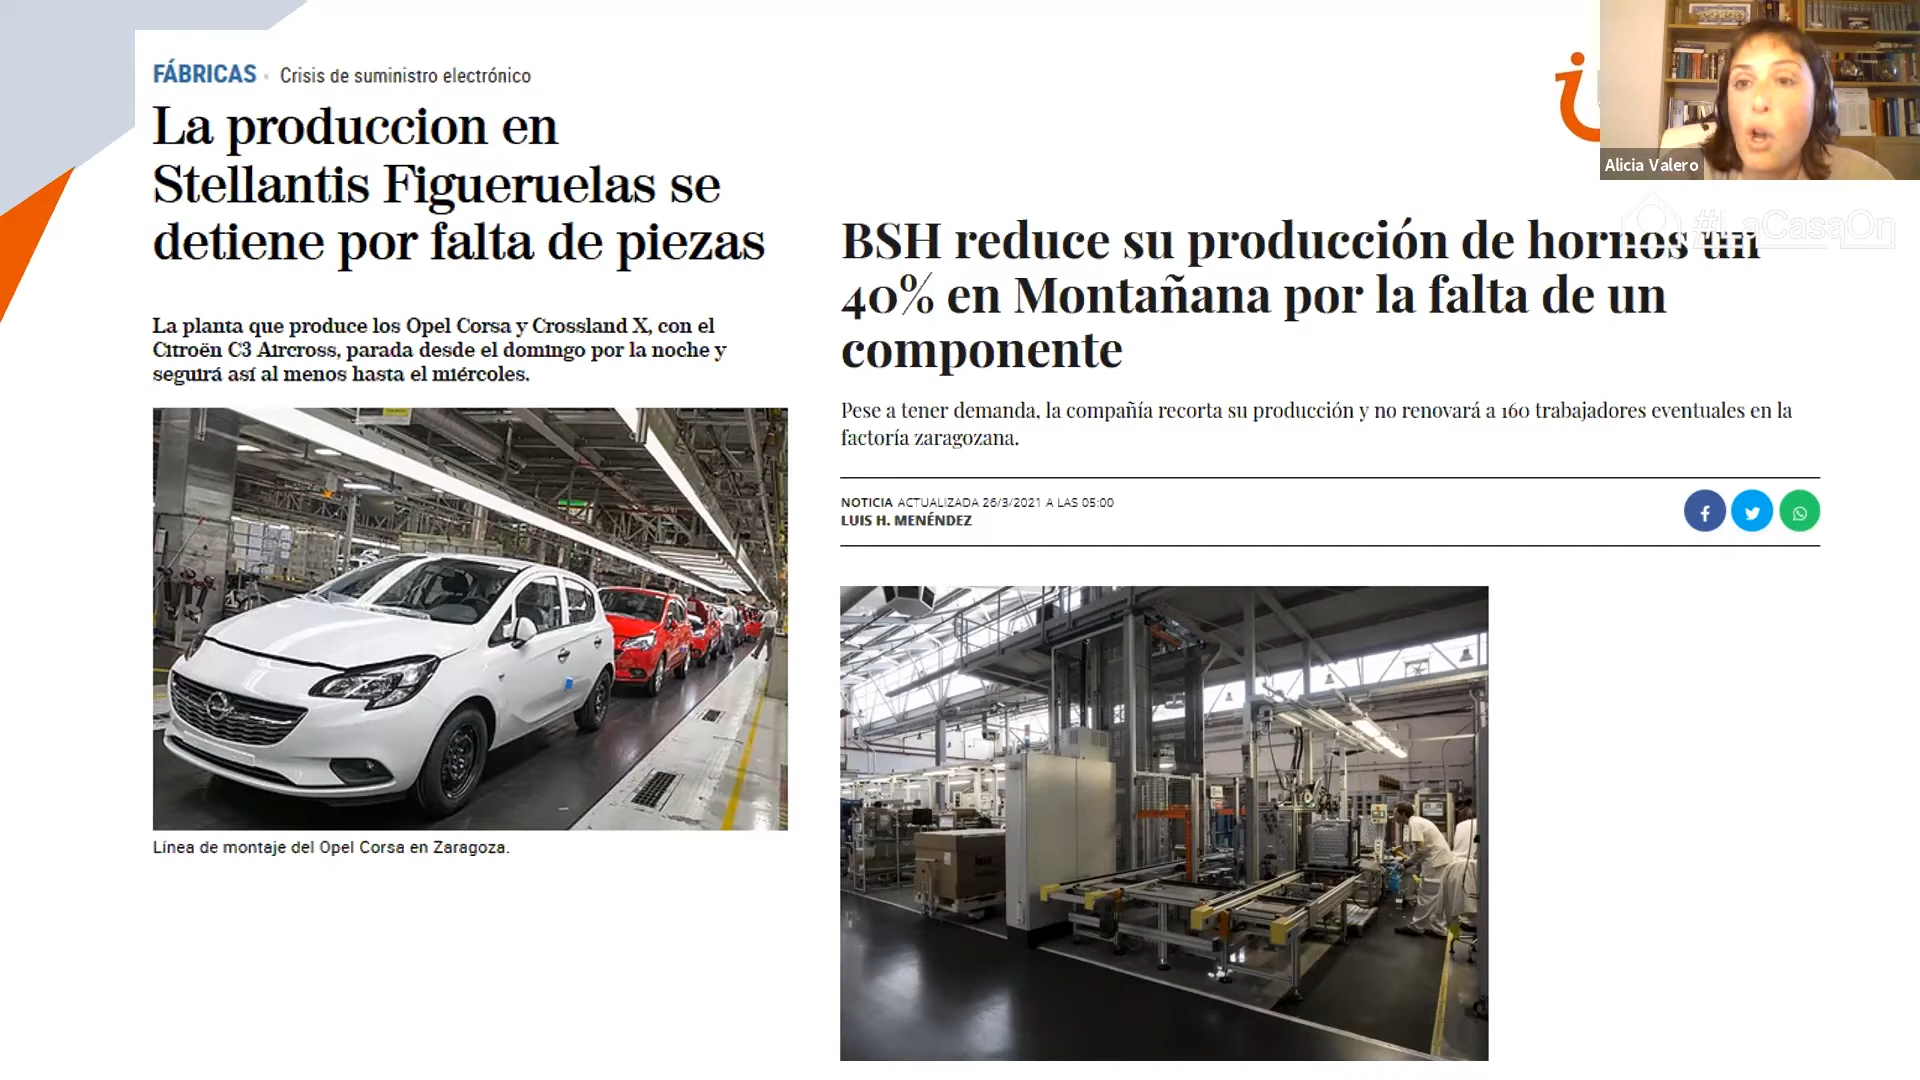 FÁBRICAS • Crisis de suministro electrónico
La produccion en
Stellantis Figueruelas se
detiene por falta de piezas
La planta que produce los Opel Corsa y Crossland X, con el
Citroën C3 Aircross, parada desde el domingo por la noche y
seguirá así al menos hasta el miércoles.
Línea de montaje del Opel Corsa en Zaragoza.
Alicia Valero
#LaCasaOn
BSH reduce su producción de hornos un
40% en Montañana por la falta de un
componente
Pese a tener demanda, la compañía recorta su producción y no renovará a 160 trabajadores eventuales en la
factoría zaragozana.
NOTICIA ACTUALIZADA 26/3/2021 A LAS 05:00
LUIS H. MENÉNDEZ